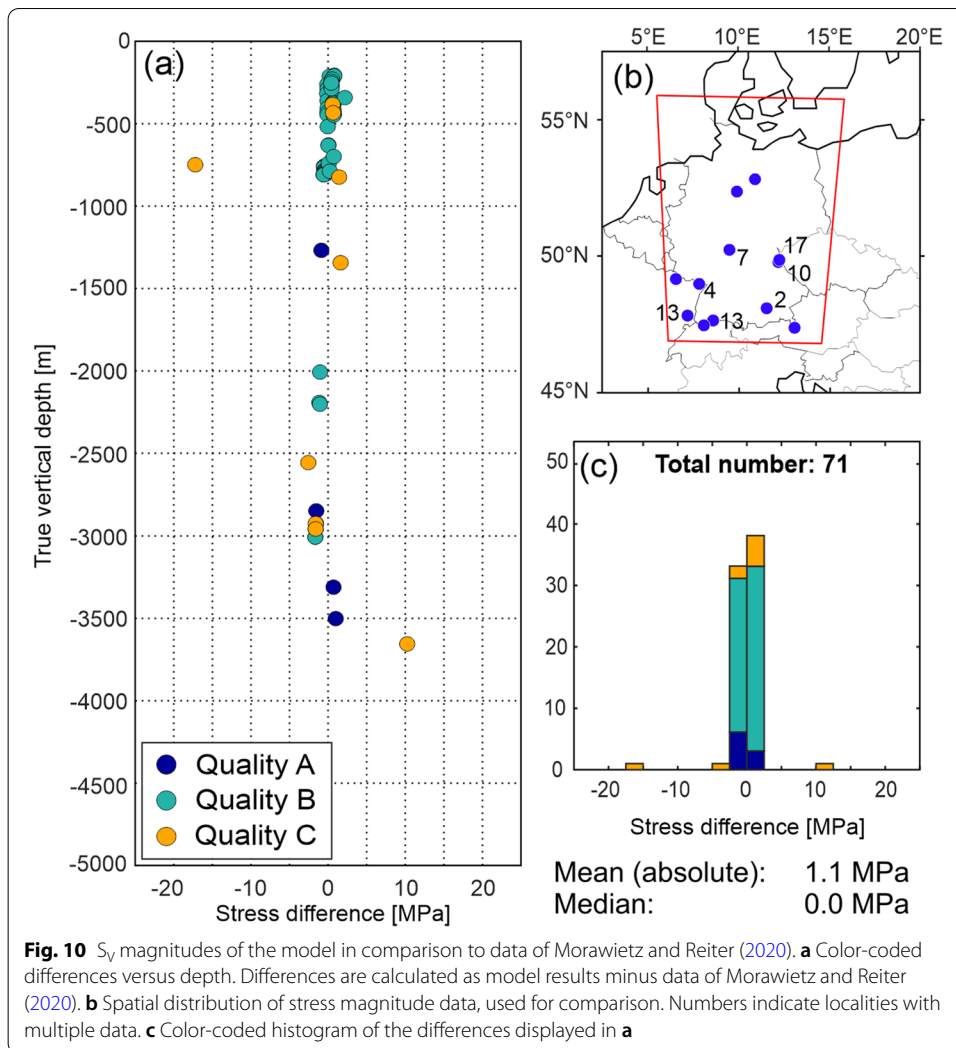 (a)
0
-500
-1000
-1500
-2000
-2500
-3000
-3500
-4000
-4500
-5000
True vertical depth [m]
Quality A
Quality B
Quality C
-20 -10 0 10 20
Stress difference [MPa]
5°E 10°E 15°E 20°E
(b)
55°N
50°N
45°N
17
7
10
4
2
13
13
(c)
Total number: 71
50
40
30
20
10
0
-20 -10 0 10 20
Stress difference [MPa]
Mean (absolute): 1.1 MPa
Median: 0.0 MPa
Fig. 10 SV magnitudes of the model in comparison to data of Morawietz and Reiter (2020). a Color-coded
differences versus depth. Differences are calculated as model results minus data of Morawietz and Reiter
(2020). b Spatial distribution of stress magnitude data, used for comparison. Numbers indicate localities with
multiple data. c Color-coded histogram of the differences displayed in a